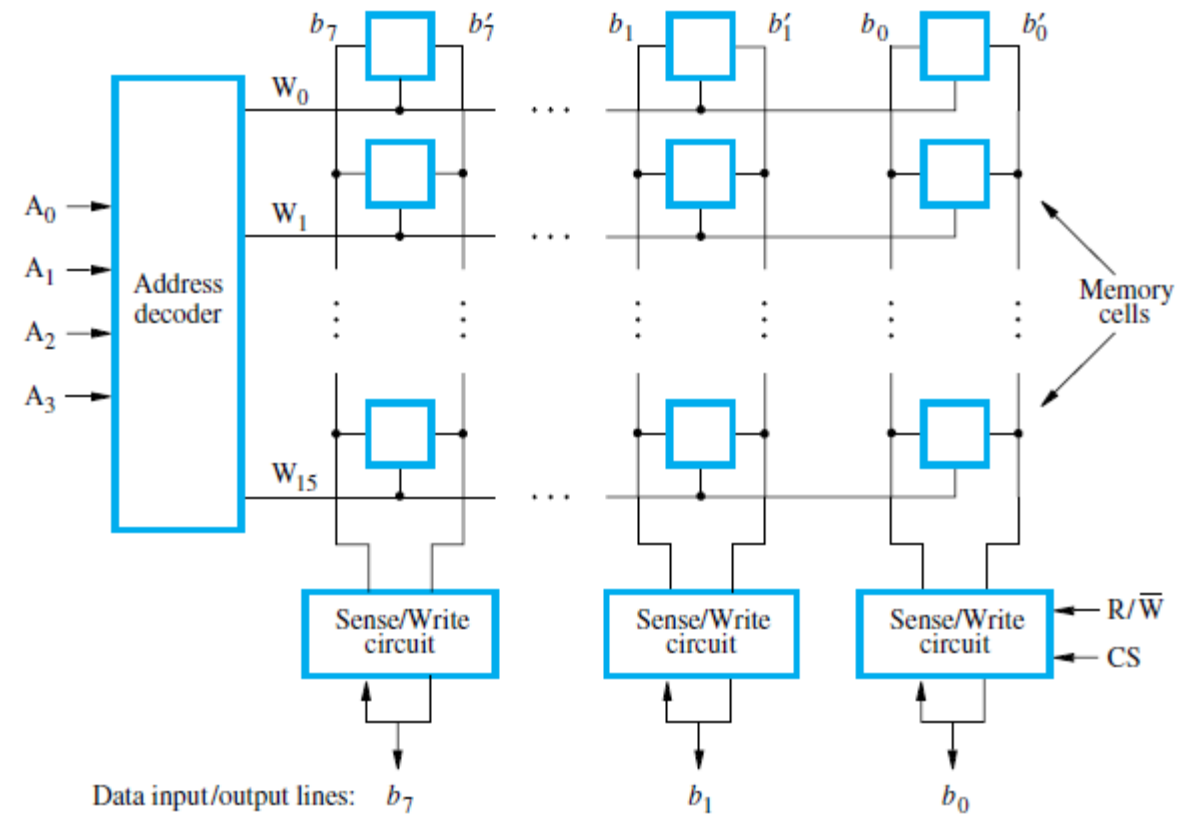 b₇ b′₇ b₁ b′₁ b₀ b′₀
W₀
A₀
W₁
A₁
Address
decoder
Memory
cells
A₂
A₃
W₁₅
Sense/Write
circuit
Sense/Write
circuit
Sense/Write
circuit
R/W̅
CS
Data input/output lines: b₇ b₁ b₀